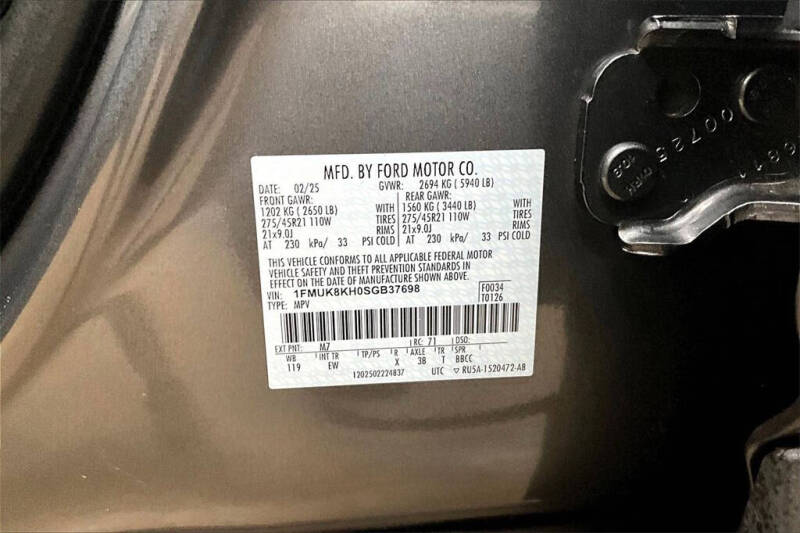 MFD. BY FORD MOTOR CO.
DATE: 02/25 GVWR: 2694 KG ( 5940 LB)
FRONT GAWR: REAR GAWR:
1202 KG ( 2650 LB) WITH 1560 KG ( 3440 LB) WITH
275/45R21 110W TIRES 275/45R21 110W TIRES
21x9.0J RIMS 21x9.0J RIMS
AT 230 kPa/ 33 PSI COLD AT 230 kPa/ 33 PSI COLD
THIS VEHICLE CONFORMS TO ALL APPLICABLE FEDERAL MOTOR
VEHICLE SAFETY AND THEFT PREVENTION STANDARDS IN
EFFECT ON THE DATE OF MANUFACTURE SHOWN ABOVE.
VIN: 1FMUK8KH0SGB37698 F0034
TYPE: MPV T0126
EXT PNT: M7 RC: 71 DSO:
WB INT TR TP/PS R AXLE TR SPR
119 EW X 3B T BBCC
1202502224837 UTC ▽ RU5A-1520472-AB
00725